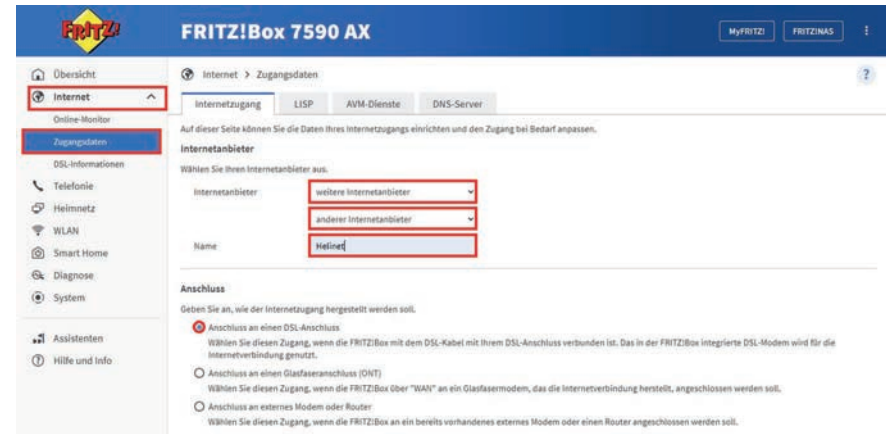 FRITZ!
FRITZ!Box 7590 AX
MyFRITZ!
FRITZ!NAS
Übersicht
Internet
Online-Monitor
Zugangsdaten
DSL-Informationen
Telefonie
Heimnetz
WLAN
Smart Home
Diagnose
System
Assistenten
Hilfe und Info
Internet > Zugangsdaten
?
Internetzugang
LISP
AVM-Dienste
DNS-Server
Auf dieser Seite können Sie die Daten Ihres Internetzugangs einrichten und den Zugang bei Bedarf anpassen.
Internetanbieter
Wählen Sie Ihren Internetanbieter aus.
Internetanbieter
weitere Internetanbieter
anderer Internetanbieter
Name
Helinet
Anschluss
Geben Sie an, wie der Internetzugang hergestellt werden soll.
Anschluss an einen DSL-Anschluss
Wählen Sie diesen Zugang, wenn die FRITZ!Box mit dem DSL-Kabel mit Ihrem DSL-Anschluss verbunden ist. Das in der FRITZ!Box integrierte DSL-Modem wird für die
Internetverbindung genutzt.
Anschluss an einen Glasfaseranschluss (ONT)
Wählen Sie diesen Zugang, wenn die FRITZ!Box über "WAN" an ein Glasfasermodem, das die Internetverbindung herstellt, angeschlossen werden soll.
Anschluss an externes Modem oder Router
Wählen Sie diesen Zugang, wenn die FRITZ!Box an ein bereits vorhandenes externes Modem oder einen Router angeschlossen werden soll.